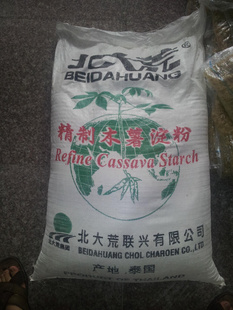 北大荒
BEIDAHUANG
精制木薯淀粉
Refine Cassava Starch
北大荒联兴有限公司
BEIDAHUANG CHOL CHAROEN CO.,LTD.
产地 泰国